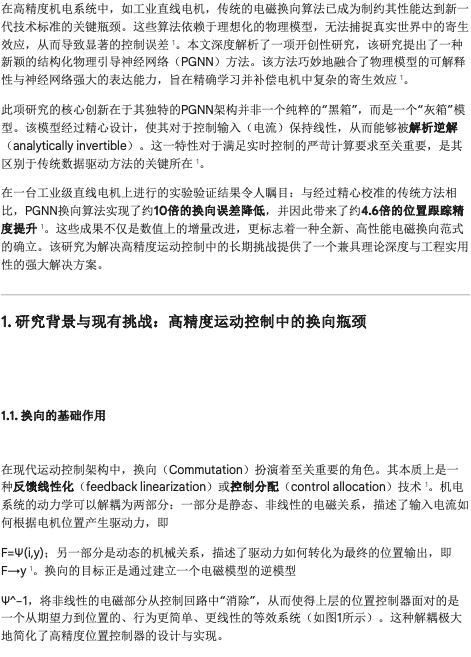 在高精度机电系统中，如工业直线电机，传统的电磁换向算法已成为制约其性能达到新一
代技术标准的关键瓶颈。这些算法依赖于理想化的物理模型，无法捕捉真实世界中的寄生
效应，从而导致显著的控制误差 1。本文深度解析了一项开创性研究，该研究提出了一种
新颖的结构化物理引导神经网络（PGNN）方法。该方法巧妙地融合了物理模型的可解释
性与神经网络强大的表达能力，旨在精确学习并补偿电机中复杂的寄生效应 1。
此项研究的核心创新在于其独特的PGNN架构并非一个纯粹的“黑箱”，而是一个“灰箱”模
型。该模型经过精心设计，使其对于控制输入（电流）保持线性，从而能够被解析逆解
（analytically invertible）。这一特性对于满足实时控制的严苛计算要求至关重要，是其
区别于传统数据驱动方法的关键所在 1。
在一台工业级直线电机上进行的实验验证结果令人瞩目：与经过精心校准的传统方法相
比，PGNN换向算法实现了约10倍的换向误差降低，并因此带来了约4.6倍的位置跟踪精
度提升 1。这些成果不仅是数值上的增量改进，更标志着一种全新、高性能电磁换向范式
的确立。该研究为解决高精度运动控制中的长期挑战提供了一个兼具理论深度与工程实用
性的强大解决方案。
1. 研究背景与现有挑战：高精度运动控制中的换向瓶颈
1.1. 换向的基础作用
在现代运动控制架构中，换向（Commutation）扮演着至关重要的角色。其本质上是一
种反馈线性化（feedback linearization）或控制分配（control allocation）技术 1。机电
系统的动力学可以解耦为两部分：一部分是静态、非线性的电磁关系，描述了输入电流如
何根据电机位置产生驱动力，即
F=Ψ(i,y)；另一部分是动态的机械关系，描述了驱动力如何转化为最终的位置输出，即
F→y 1。换向的目标正是通过建立一个电磁模型的逆模型
Ψ^−1，将非线性的电磁部分从控制回路中“消除”，从而使得上层的位置控制器面对的是
一个从期望力到位置的、行为更简单、更线性的等效系统（如图1所示）。这种解耦极大
地简化了高精度位置控制器的设计与实现。